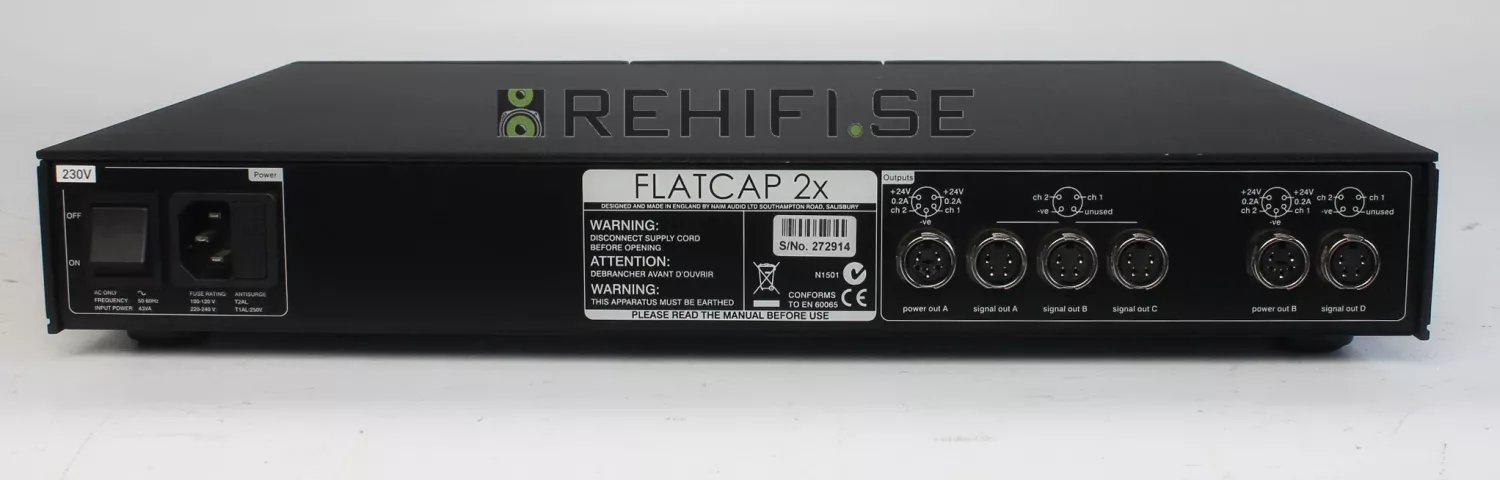 REHIFI.SE
230V
Power
OFF
ON
AC ONLY
FREQUENCY 50-60Hz
INPUT POWER 43VA
FUSE RATING: ANTISURGE
100-120 V T2AL
220-240 V T1AL/250V
FLATCAP 2x
DESIGNED AND MADE IN ENGLAND BY NAIM AUDIO LTD SOUTHAMPTON ROAD, SALISBURY
WARNING:
DISCONNECT SUPPLY CORD
BEFORE OPENING
ATTENTION:
DEBRANCHER AVANT D'OUVRIR
WARNING:
THIS APPARATUS MUST BE EARTHED
S/No. 272914
N1501
CONFORMS
TO EN 60065
CE
PLEASE READ THE MANUAL BEFORE USE
Outputs
+24V +24V
0.2A 0.2A
ch 2 ch 1
-ve
ch 2 ch 1
-ve unused
+24V +24V
0.2A 0.2A
ch 2 ch 1
-ve
ch 2 ch 1
-ve unused
power out A signal out A signal out B signal out C power out B signal out D